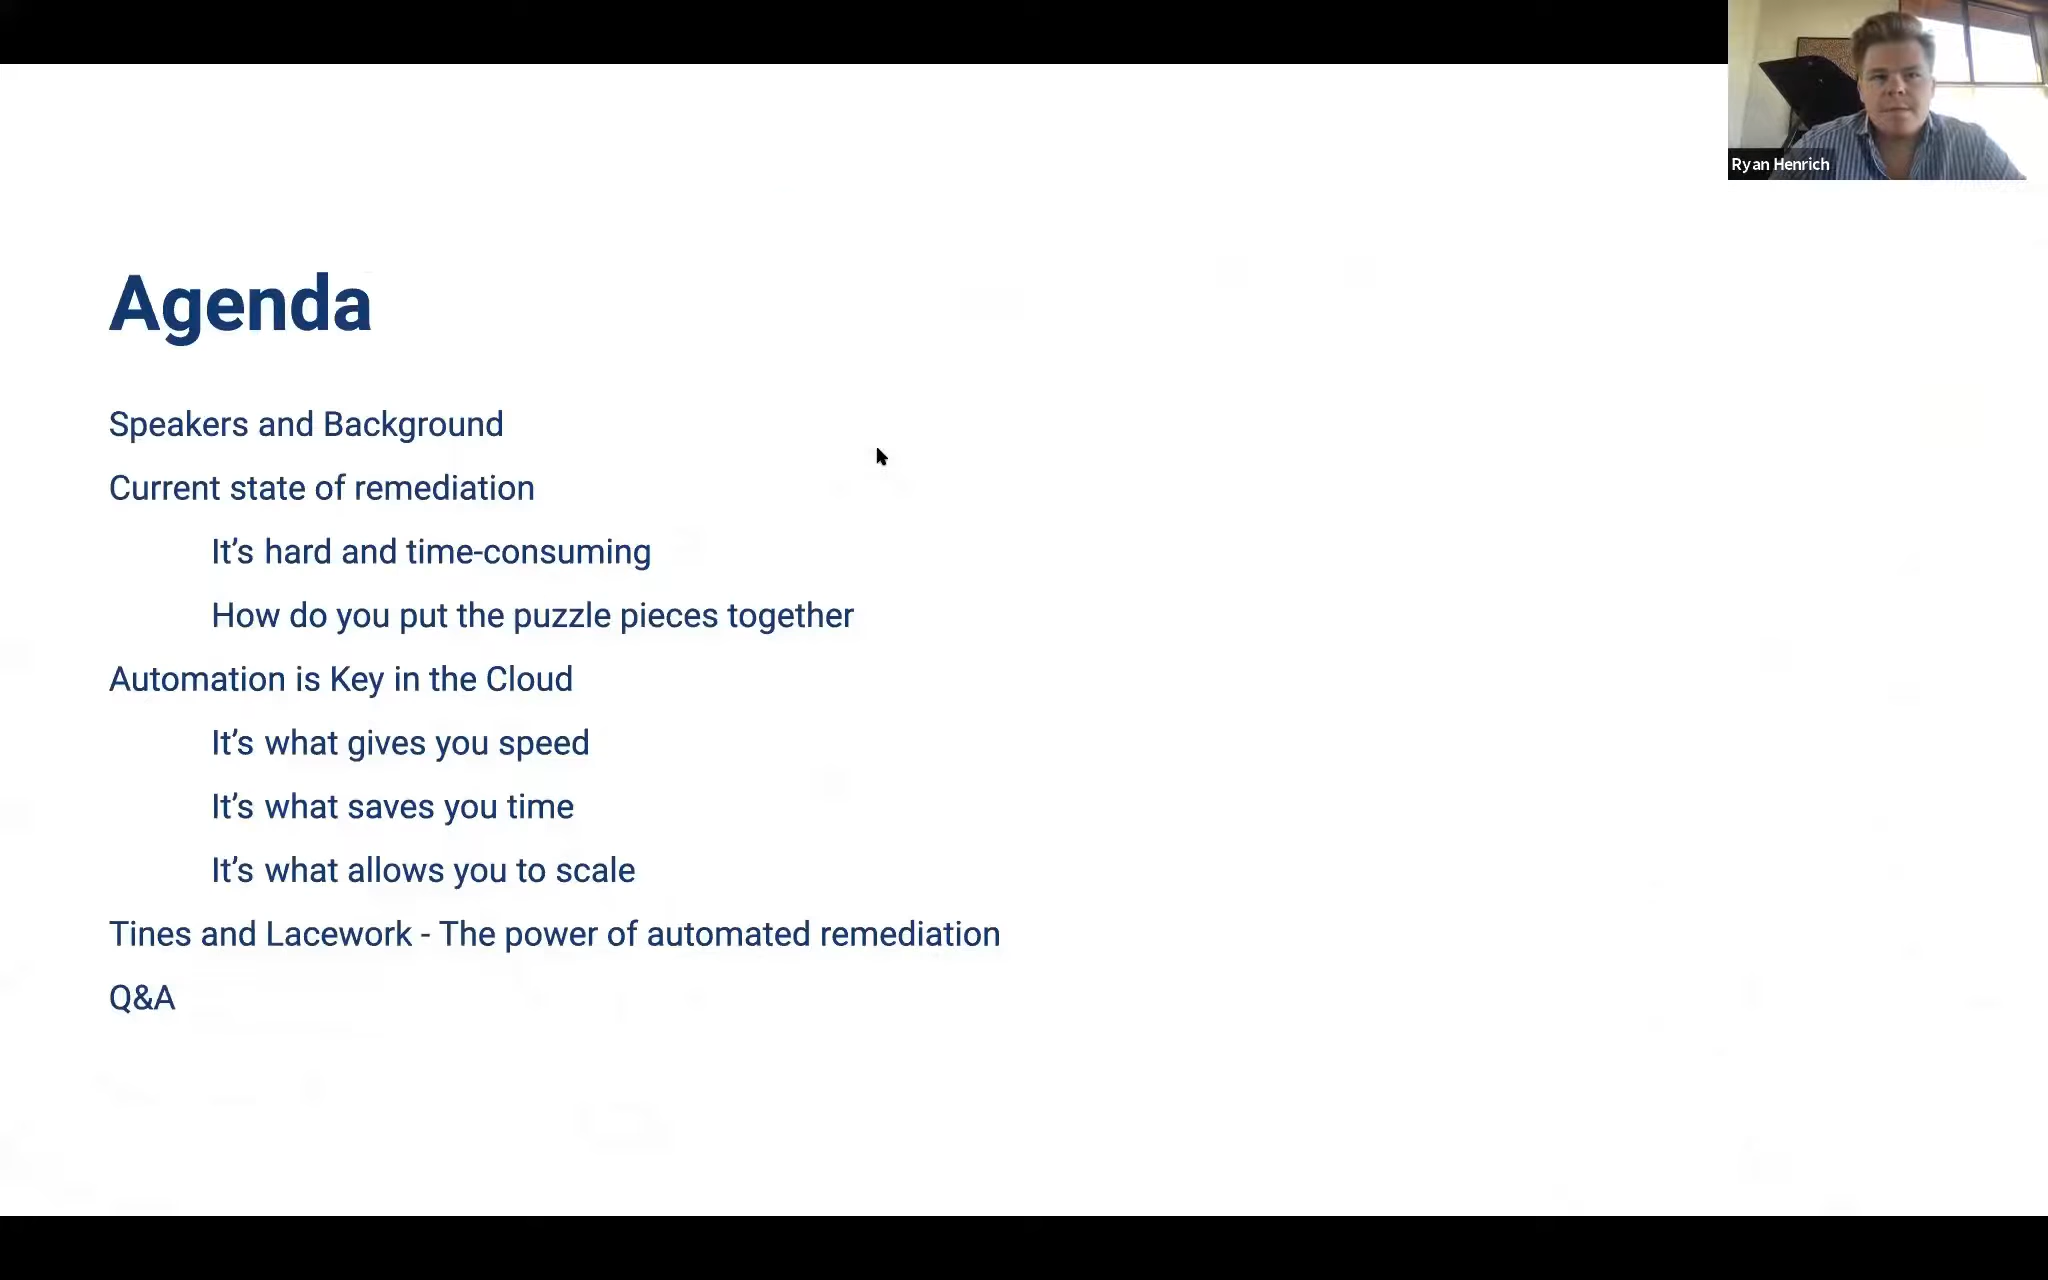 Ryan Henrich
Agenda
Speakers and Background
Current state of remediation
It’s hard and time-consuming
How do you put the puzzle pieces together
Automation is Key in the Cloud
It’s what gives you speed
It’s what saves you time
It’s what allows you to scale
Tines and Lacework - The power of automated remediation
Q&A